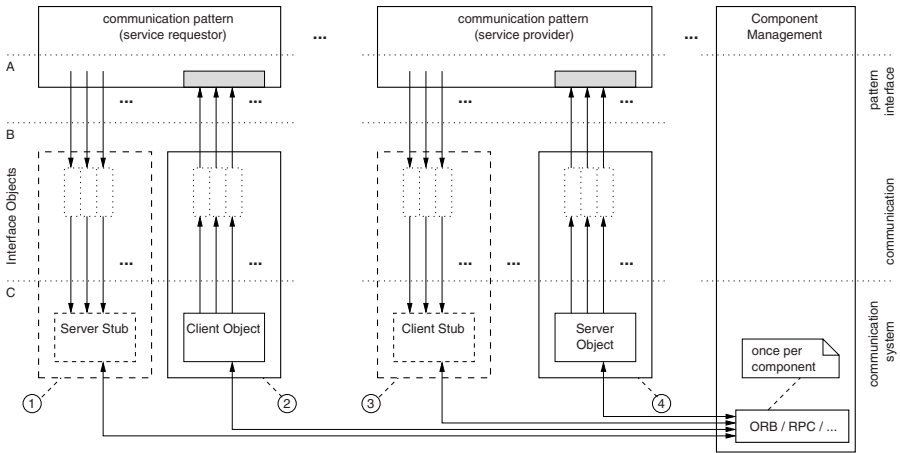 communication pattern
(service requestor)
...
communication pattern
(service provider)
...
Component
Management
A
...
...
...
...
pattern
interface
B
Interface Objects
communication
...
...
...
...
...
C
Server Stub
Client Object
Client Stub
Server
Object
communication
system
once per
component
1
2
3
4
ORB / RPC / ...